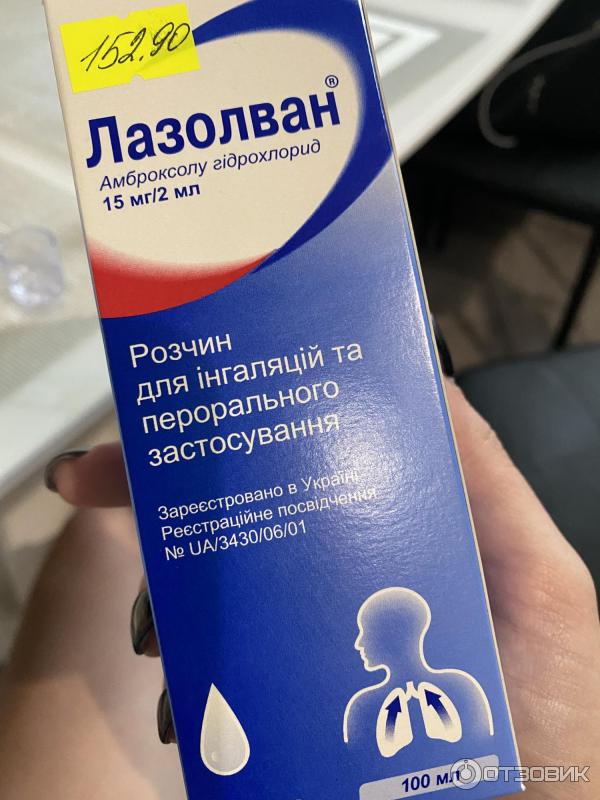 152.90
Лазолван®
Амброксолу гідрохлорид
15 мг/2 мл
Розчин
для інгаляцій та
перорального
застосування
Зареєстровано в Україні
Реєстраційне посвідчення
№ UA/3430/06/01
100 мл
ОТЗОВИК